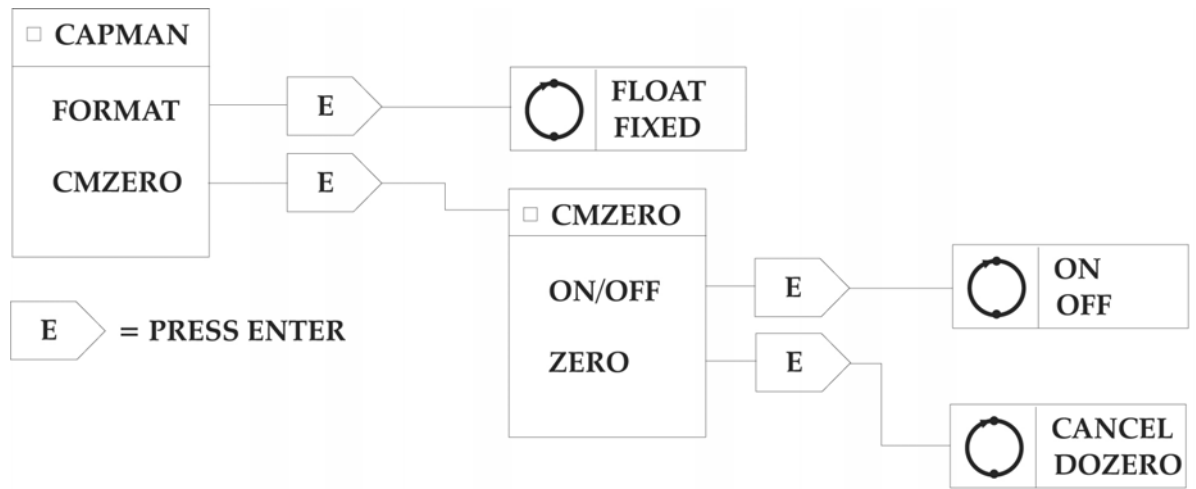 CAPMAN
FORMAT
E
FLOAT
FIXED
CMZERO
E
CMZERO
ON/OFF
E
ON
OFF
E = PRESS ENTER
ZERO
E
CANCEL
DOZERO